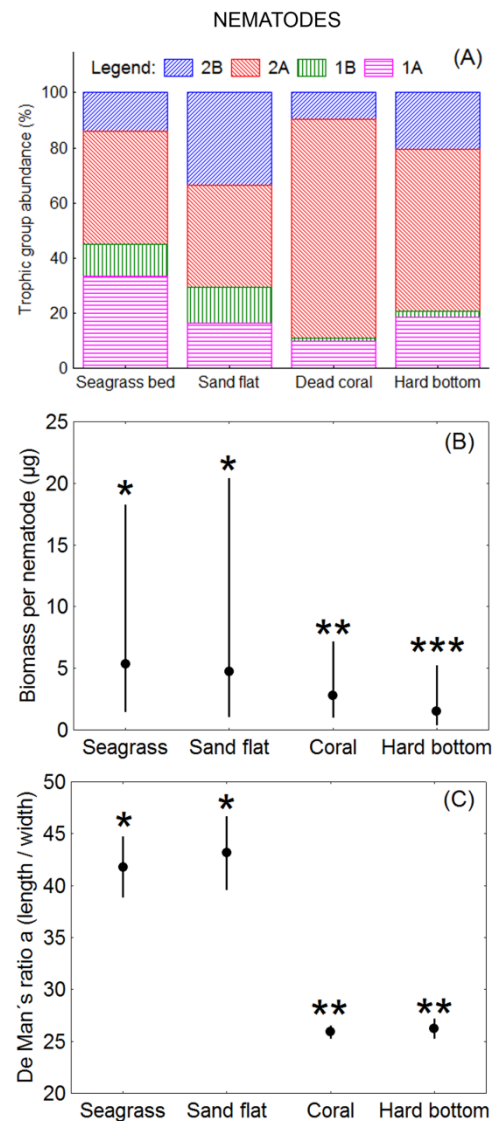 NEMATODES
Legend: 2B 2A 1B 1A (A)
Trophic group abundance (%)
100
80
60
40
20
0
Seagrass bed Sand flat Dead coral Hard bottom
(B)
Biomass per nematode (µg)
25
20
15
10
5
0
* * ** ***
Seagrass Sand flat Coral Hard bottom
(C)
De Man´s ratio a (length / width)
50
45
40
35
30
25
20
* * ** **
Seagrass Sand flat Coral Hard bottom